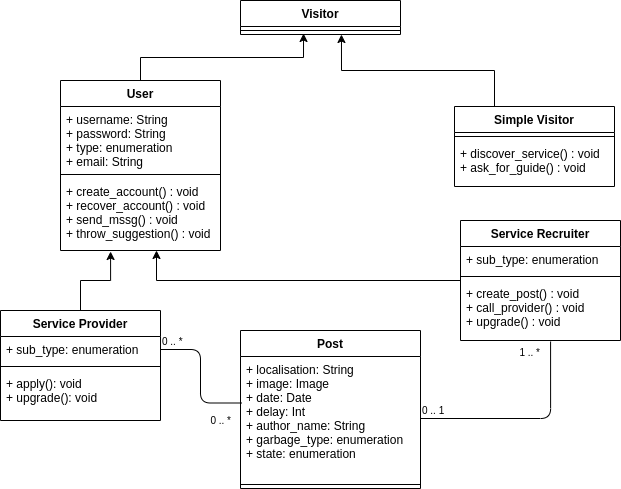 Visitor
User
+ username: String
+ password: String
+ type: enumeration
+ email: String
+ create_account() : void
+ recover_account() : void
+ send_mssg() : void
+ throw_suggestion() : void
Simple Visitor
+ discover_service() : void
+ ask_for_guide() : void
Service Recruiter
+ sub_type: enumeration
+ create_post() : void
+ call_provider() : void
+ upgrade() : void
Service Provider
+ sub_type: enumeration
+ apply(): void
+ upgrade(): void
0 .. *
0 .. *
Post
+ localisation: String
+ image: Image
+ date: Date
+ delay: Int
+ author_name: String
+ garbage_type: enumeration
+ state: enumeration
1 .. *
0 .. 1